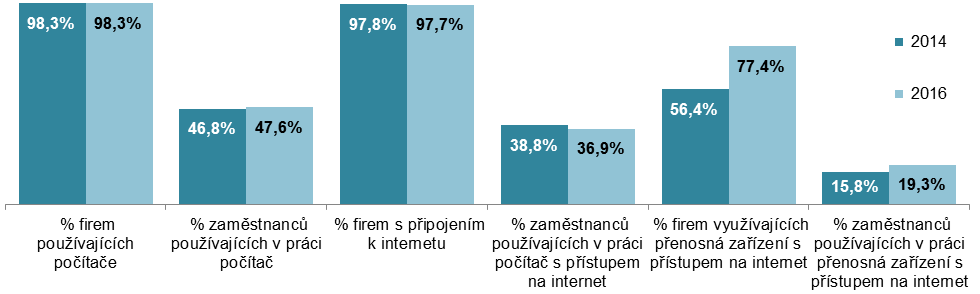 98,3%
98,3%
46,8%
47,6%
97,8%
97,7%
38,8%
36,9%
56,4%
77,4%
15,8%
19,3%
2014
2016
% firem
používajících
počítače
% zaměstnanců
používajících v práci
počítač
% firem s připojením
k internetu
% zaměstnanců
používajících v práci
počítač s přístupem
na internet
% firem využívajících
přenosná zařízení s
přístupem na internet
% zaměstnanců
používajících v práci
přenosná zařízení s
přístupem na internet